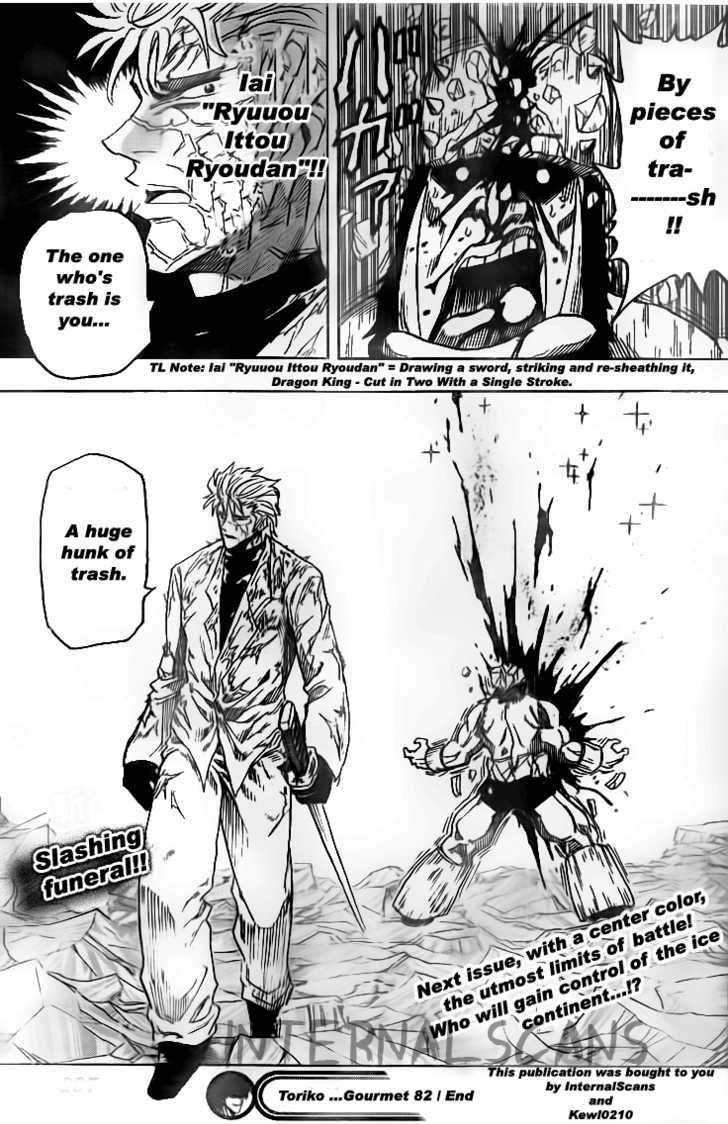 By
pieces
of
tra-
-------sh
!!
バカァ
Iai
"Ryuuou
Ittou
Ryoudan"!!
The one
who's
trash is
you...
TL Note: Iai "Ryuuou Ittou Ryoudan" = Drawing a sword, striking and re-sheathing it,
Dragon King - Cut in Two With a Single Stroke.
A huge
hunk of
trash.
Slashing
funeral!!
Next issue, with a center color,
the utmost limits of battle!
Who will gain control of the ice
continent...!?
INTERNALSCANS
Toriko ...Gourmet 82 / End
This publication was bought to you
by InternalScans
and
Kewl0210